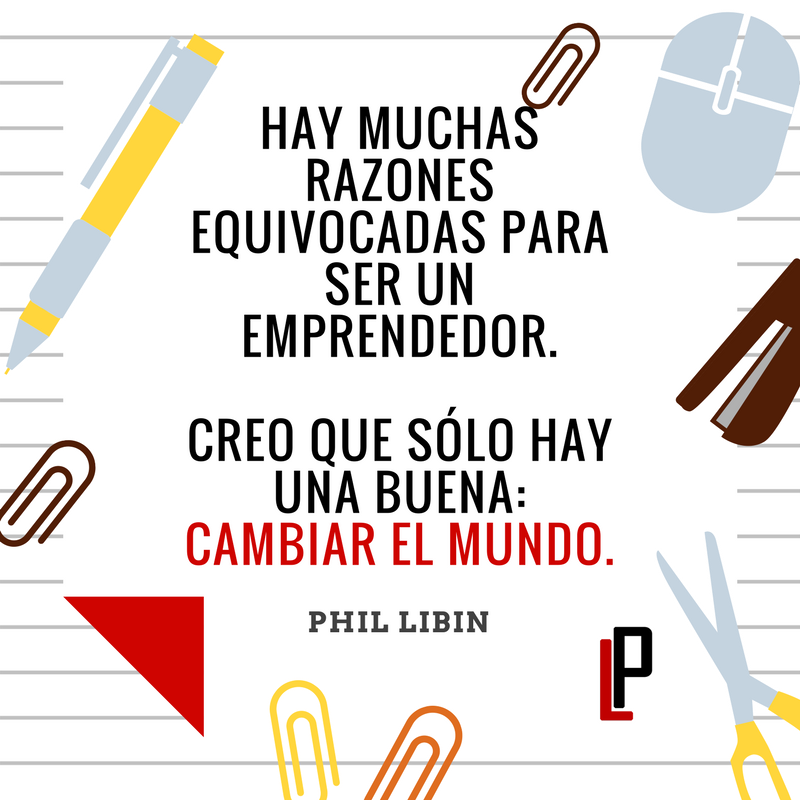 HAY MUCHAS
RAZONES
EQUIVOCADAS PARA
SER UN
EMPRENDEDOR.
CREO QUE SÓLO HAY
UNA BUENA:
CAMBIAR EL MUNDO.
PHIL LIBIN
LP